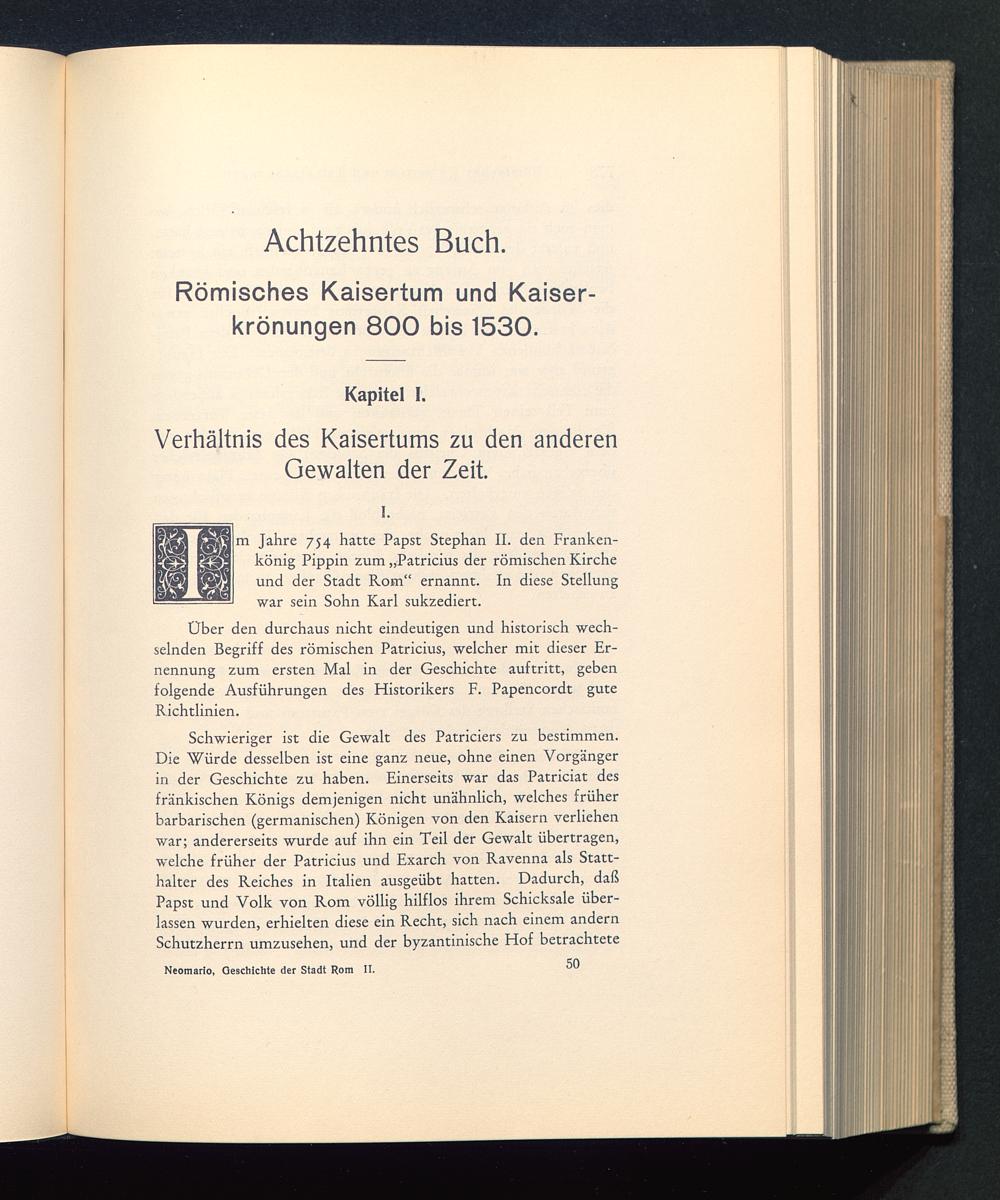 Achtzehntes Buch.
Römisches Kaisertum und Kaiser-
krönungen 800 bis 1530.
Kapitel I.
Verhältnis des Kaisertums zu den anderen
Gewalten der Zeit.
I.
Im Jahre 754 hatte Papst Stephan II. den Franken-
könig Pippin zum „Patricius der römischen Kirche
und der Stadt Rom“ ernannt. In diese Stellung
war sein Sohn Karl sukzediert.
Über den durchaus nicht eindeutigen und historisch wech-
selnden Begriff des römischen Patricius, welcher mit dieser Er-
nennung zum ersten Mal in der Geschichte auftritt, geben
folgende Ausführungen des Historikers F. Papencordt gute
Richtlinien.
Schwieriger ist die Gewalt des Patriciers zu bestimmen.
Die Würde desselben ist eine ganz neue, ohne einen Vorgänger
in der Geschichte zu haben. Einerseits war das Patriciat des
fränkischen Königs demjenigen nicht unähnlich, welches früher
barbarischen (germanischen) Königen von den Kaisern verliehen
war; andererseits wurde auf ihn ein Teil der Gewalt übertragen,
welche früher der Patricius und Exarch von Ravenna als Statt-
halter des Reiches in Italien ausgeübt hatten. Dadurch, daß
Papst und Volk von Rom völlig hilflos ihrem Schicksale über-
lassen wurden, erhielten diese ein Recht, sich nach einem andern
Schutzherrn umzusehen, und der byzantinische Hof betrachtete
Neomario, Geschichte der Stadt Rom II.
50